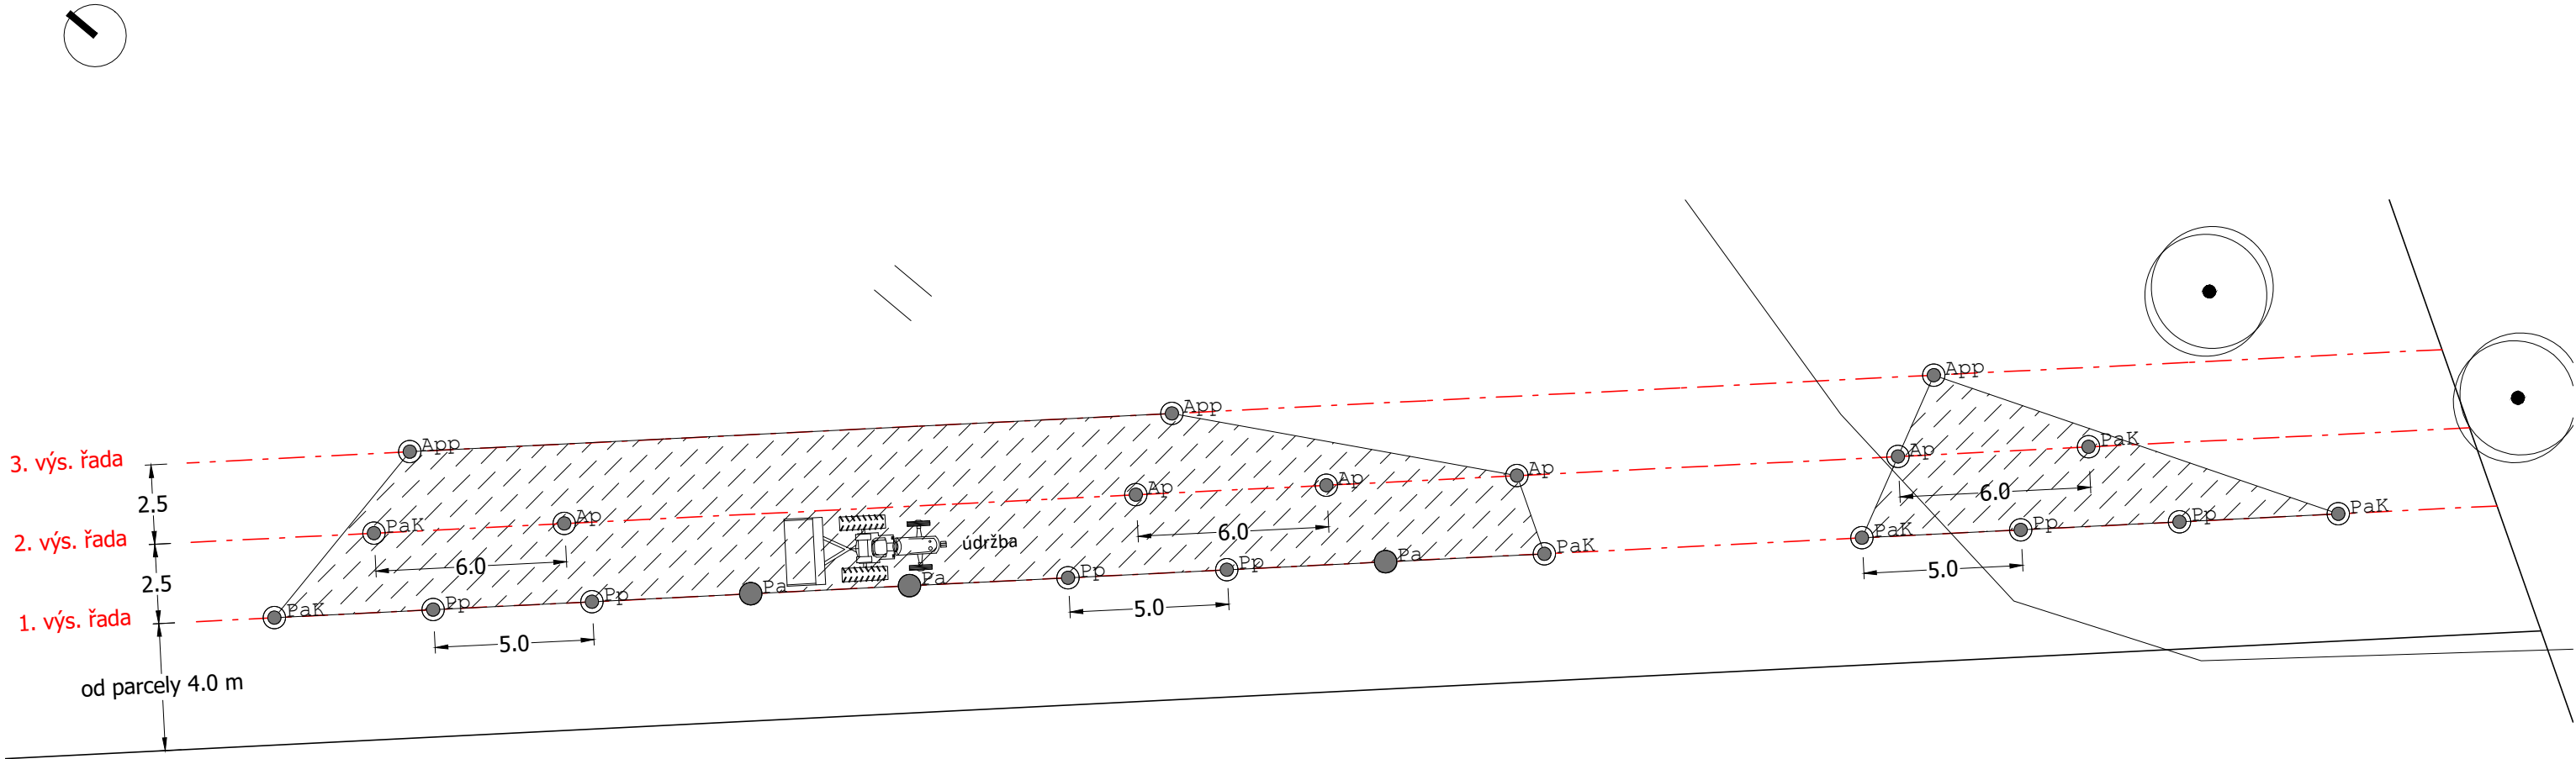 App
App
PaK
Ap
3. výs. řada
App
Ap
Ap
Ap
2.5
PaK
Ap
6.0
6.0
údržba
2. výs. řada
6.0
PaK
Pp
Pp
PaK
5.0
2.5
PaK
Pp
Pp
Pa
Pa
Pp
Pp
Pa
PaK
1. výs. řada
5.0
5.0
od parcely 4.0 m